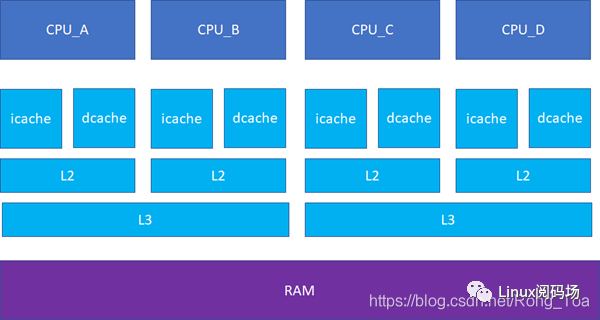 CPU_A CPU_B CPU_C CPU_D
icache dcache icache dcache icache dcache icache dcache
L2 L2 L2 L2
L3 L3
RAM
Linux阅码场
https://blog.csdn.net/Rong_Toa